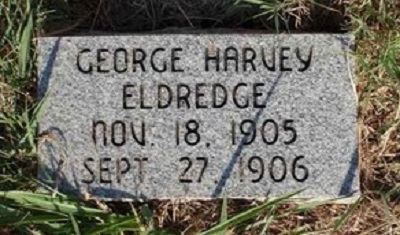 GEORGE HARVEY
ELDREDGE
NOV. 18, 1905
SEPT. 27, 1906